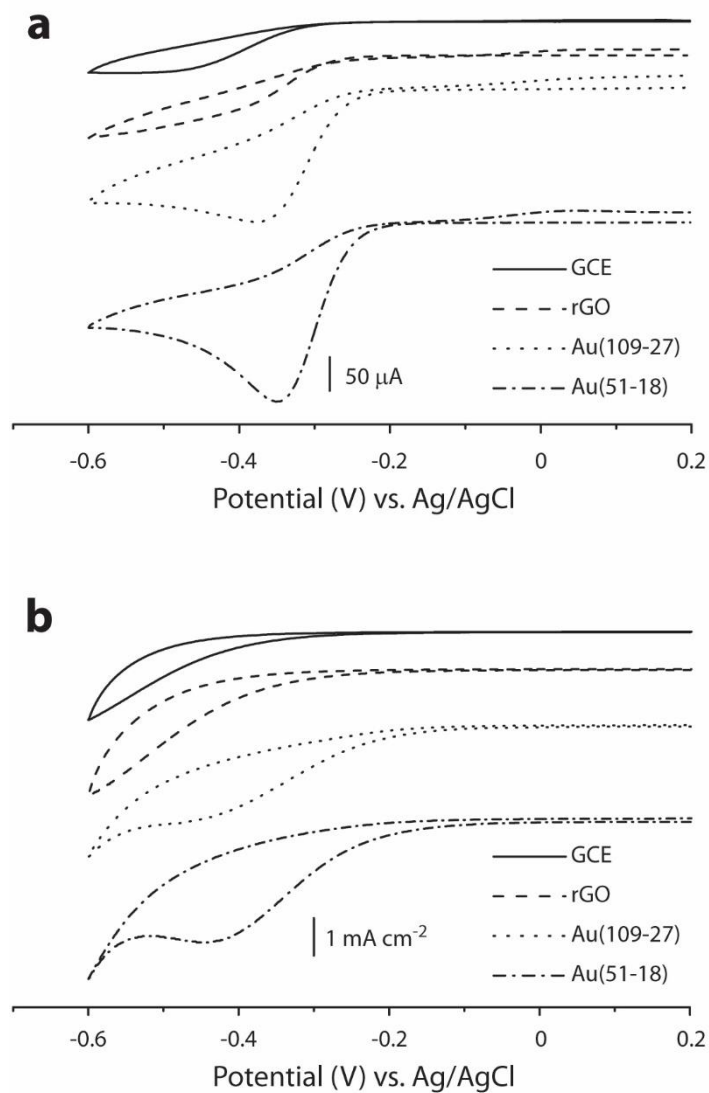 a
GCE
rGO
Au(109-27)
Au(51-18)
50 μA
-0.6 -0.4 -0.2 0 0.2
Potential (V) vs. Ag/AgCl
b
GCE
rGO
Au(109-27)
Au(51-18)
1 mA cm⁻²
-0.6 -0.4 -0.2 0 0.2
Potential (V) vs. Ag/AgCl